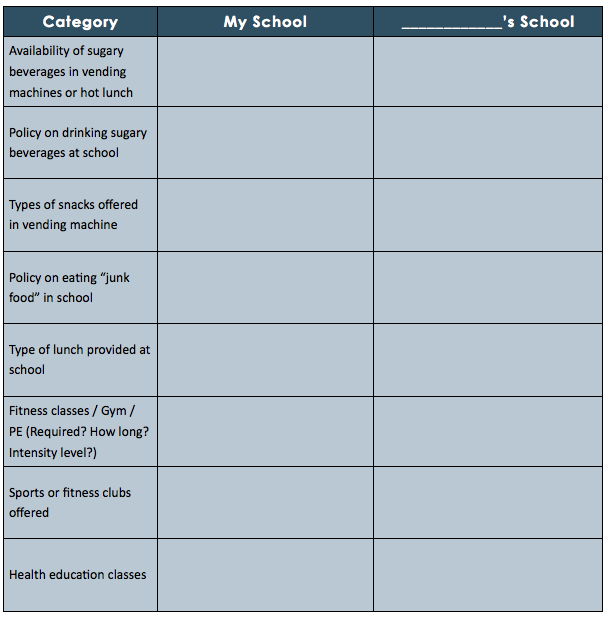 Category My School ____________'s School
Availability of sugary
beverages in vending
machines or hot lunch
Policy on drinking sugary
beverages at school
Types of snacks offered
in vending machine
Policy on eating “junk
food” in school
Type of lunch provided at
school
Fitness classes / Gym /
PE (Required? How long?
Intensity level?)
Sports or fitness clubs
offered
Health education classes